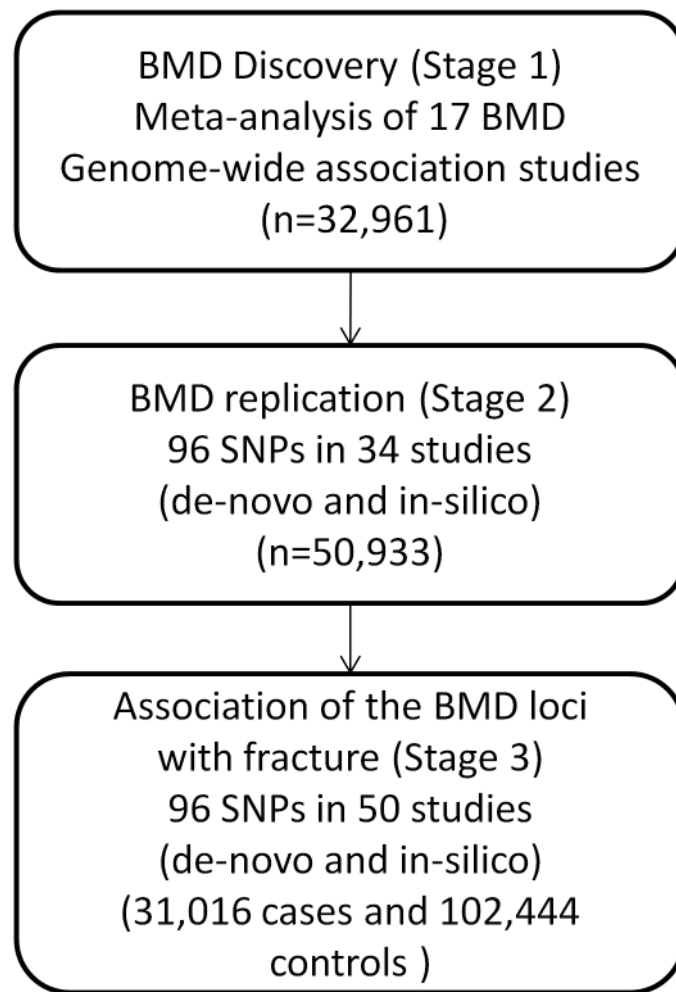 BMD Discovery (Stage 1)
Meta-analysis of 17 BMD
Genome-wide association studies
(n=32,961)
BMD replication (Stage 2)
96 SNPs in 34 studies
(de-novo and in-silico)
(n=50,933)
Association of the BMD loci
with fracture (Stage 3)
96 SNPs in 50 studies
(de-novo and in-silico)
(31,016 cases and 102,444
controls )